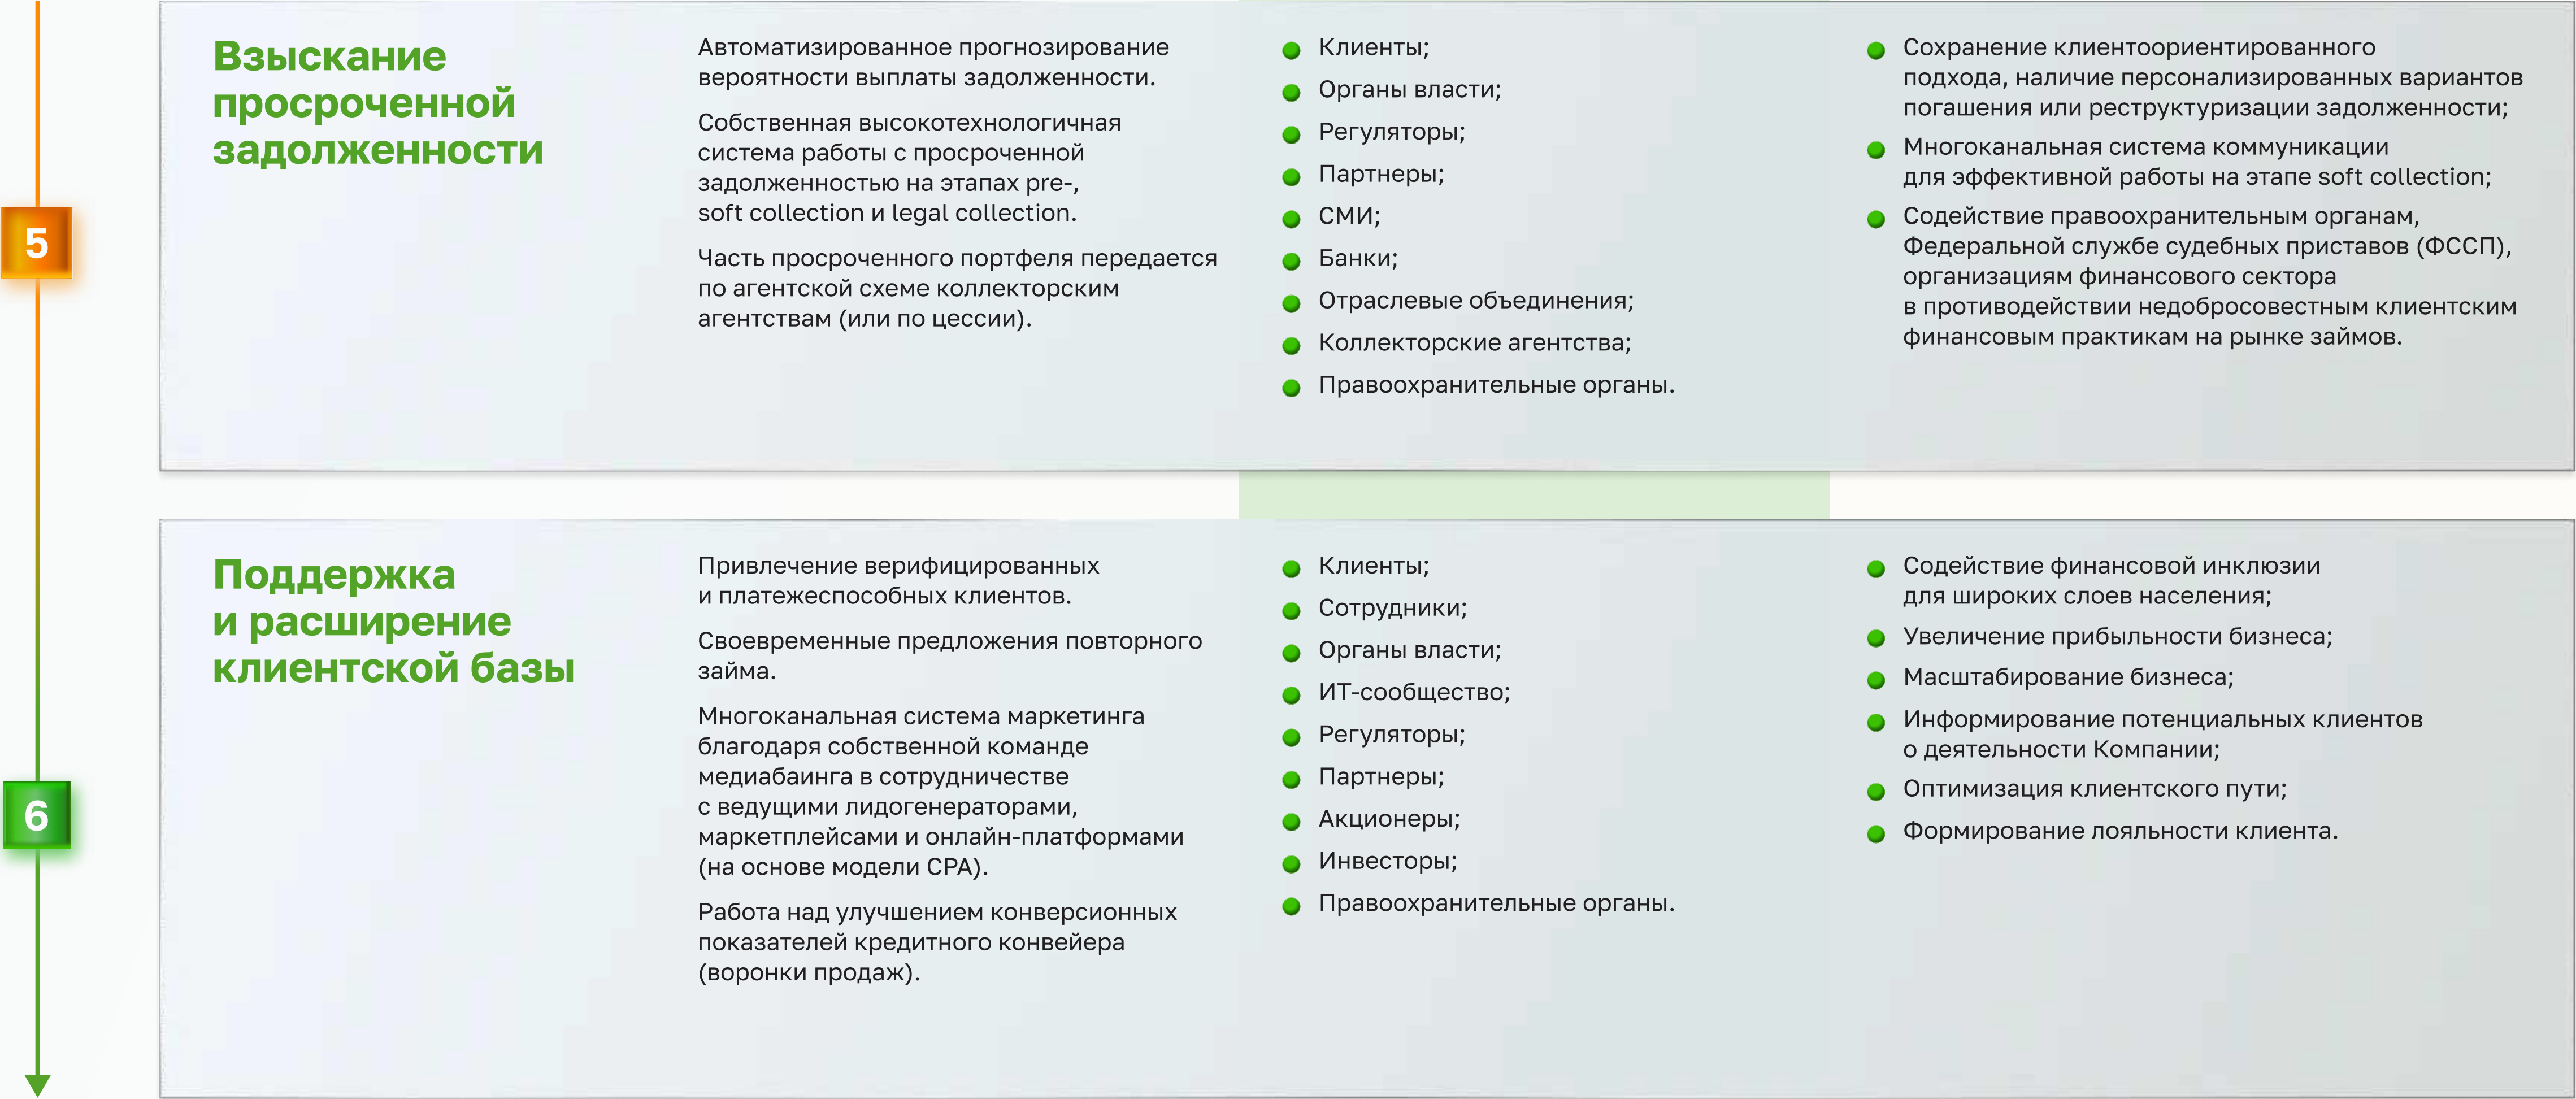 5
Взыскание
просроченной
задолженности
Автоматизированное прогнозирование
вероятности выплаты задолженности.
Собственная высокотехнологичная
система работы с просроченной
задолженностью на этапах pre-,
soft collection и legal collection.
Часть просроченного портфеля передается
по агентской схеме коллекторским
агентствам (или по цессии).
Клиенты;
Органы власти;
Регуляторы;
Партнеры;
СМИ;
Банки;
Отраслевые объединения;
Коллекторские агентства;
Правоохранительные органы.
Сохранение клиентоориентированного
подхода, наличие персонализированных вариантов
погашения или реструктуризации задолженности;
Многоканальная система коммуникации
для эффективной работы на этапе soft collection;
Содействие правоохранительным органам,
Федеральной службе судебных приставов (ФССП),
организациям финансового сектора
в противодействии недобросовестным клиентским
финансовым практикам на рынке займов.
6
Поддержка
и расширение
клиентской базы
Привлечение верифицированных
и платежеспособных клиентов.
Своевременные предложения повторного
займа.
Многоканальная система маркетинга
благодаря собственной команде
медиабаинга в сотрудничестве
с ведущими лидогенераторами,
маркетплейсами и онлайн-платформами
(на основе модели CPA).
Работа над улучшением конверсионных
показателей кредитного конвейера
(воронки продаж).
Клиенты;
Сотрудники;
Органы власти;
ИТ-сообщество;
Регуляторы;
Партнеры;
Акционеры;
Инвесторы;
Правоохранительные органы.
Содействие финансовой инклюзии
для широких слоев населения;
Увеличение прибыльности бизнеса;
Масштабирование бизнеса;
Информирование потенциальных клиентов
о деятельности Компании;
Оптимизация клиентского пути;
Формирование лояльности клиента.